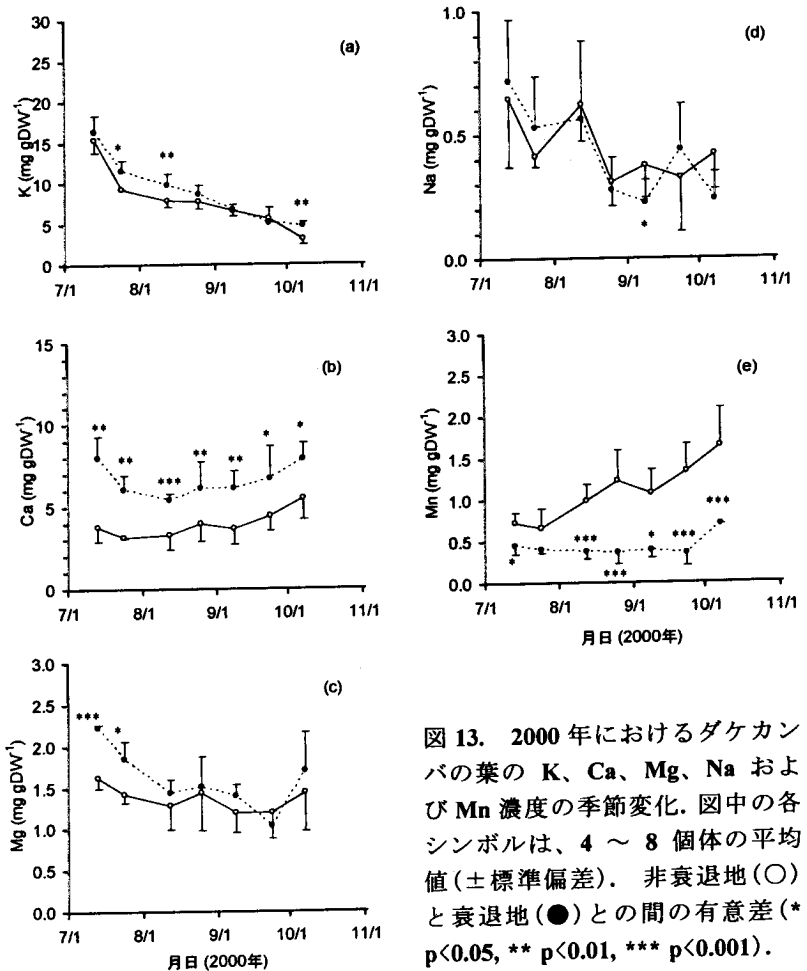 (a)
K (mg gDW⁻¹)
30
25
20
15
10
5
0
* ** **
7/1 8/1 9/1 10/1 11/1
(d)
Na (mg gDW⁻¹)
1.0
0.5
0.0
*
7/1 8/1 9/1 10/1 11/1
(b)
Ca (mg gDW⁻¹)
15
10
5
0
** ** *** ** ** * *
7/1 8/1 9/1 10/1 11/1
(e)
Mn (mg gDW⁻¹)
3.0
2.5
2.0
1.5
1.0
0.5
0.0
* *** *** * *** ***
7/1 8/1 9/1 10/1 11/1
月日 (2000年)
(c)
Mg (mg gDW⁻¹)
3.0
2.5
2.0
1.5
1.0
0.5
0.0
*** *
7/1 8/1 9/1 10/1 11/1
月日 (2000年)
図 13. 2000 年におけるダケカン
バの葉の K、Ca、Mg、Na およ
び Mn 濃度の季節変化. 図中の各
シンボルは、4 ～ 8 個体の平均
値(±標準偏差). 非衰退地(○)
と衰退地(●)との間の有意差(*
p<0.05, ** p<0.01, *** p<0.001).